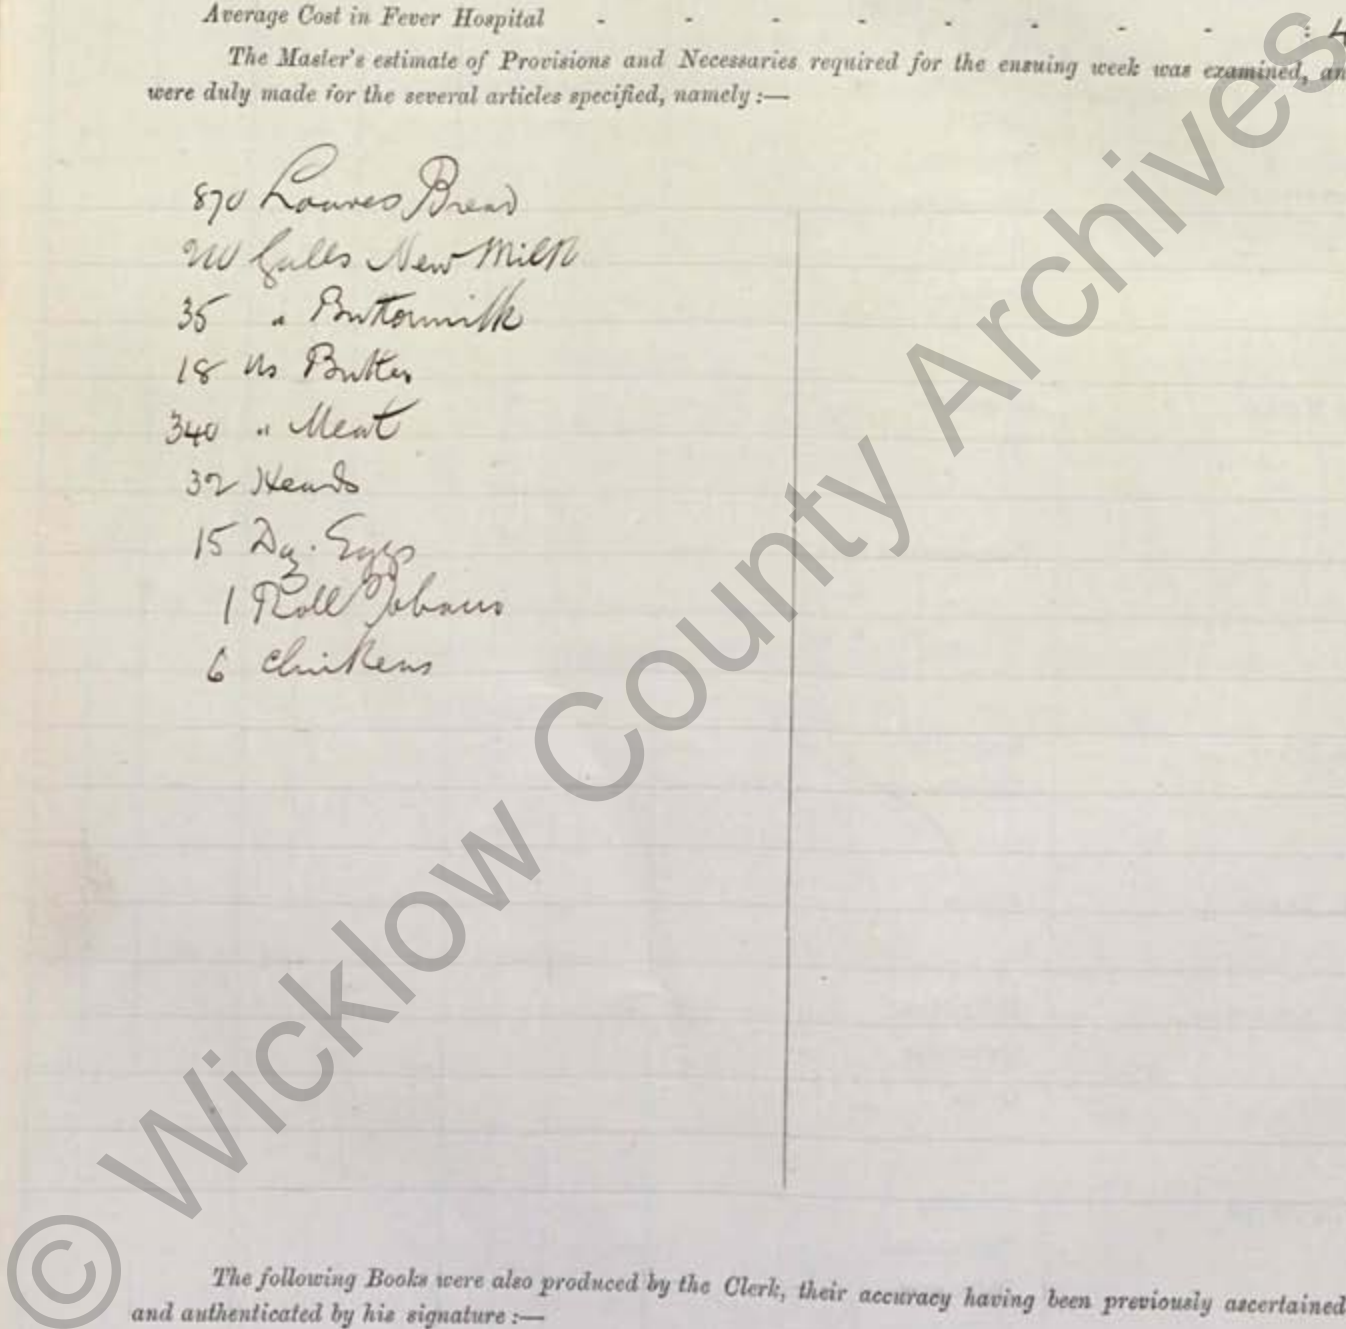 Average Cost in Fever Hospital - - - - - - - - : 4
The Master's estimate of Provisions and Necessaries required for the ensuing week was examined, an
were duly made for the several articles specified, namely :—
870 Loaves Bread
Galls New Milk
35 " Buttermilk
18 lbs Butter
340 " Meat
32 Heads
15 Dz. Eggs
1 Roll Tobacco
6 Chickens
The following Books were also produced by the Clerk, their accuracy having been previously ascertained
and authenticated by his signature :—
© Wicklow County Archives